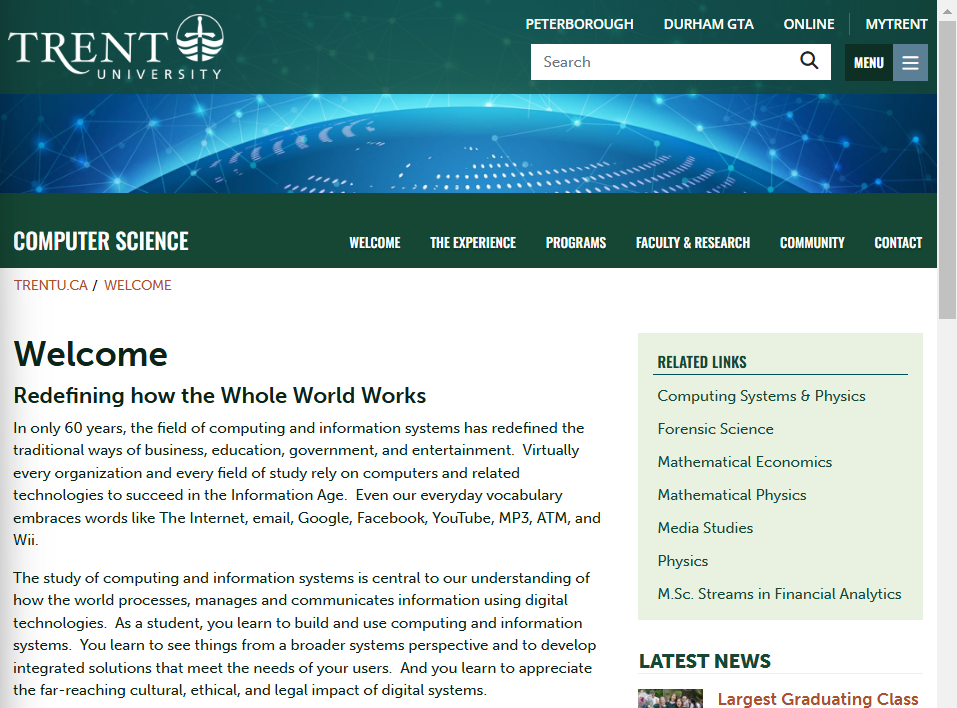 TRENT
UNIVERSITY
PETERBOROUGH
DURHAM GTA
ONLINE
MYTRENT
Search
MENU
COMPUTER SCIENCE
WELCOME
THE EXPERIENCE
PROGRAMS
FACULTY & RESEARCH
COMMUNITY
CONTACT
TRENTU.CA / WELCOME
Welcome
Redefining how the Whole World Works
In only 60 years, the field of computing and information systems has redefined the
traditional ways of business, education, government, and entertainment.  Virtually
every organization and every field of study rely on computers and related
technologies to succeed in the Information Age.  Even our everyday vocabulary
embraces words like The Internet, email, Google, Facebook, YouTube, MP3, ATM, and
Wii.
The study of computing and information systems is central to our understanding of
how the world processes, manages and communicates information using digital
technologies.  As a student, you learn to build and use computing and information
systems.  You learn to see things from a broader systems perspective and to develop
integrated solutions that meet the needs of your users.  And you learn to appreciate
the far-reaching cultural, ethical, and legal impact of digital systems.
RELATED LINKS
Computing Systems & Physics
Forensic Science
Mathematical Economics
Mathematical Physics
Media Studies
Physics
M.Sc. Streams in Financial Analytics
LATEST NEWS
Largest Graduating Class